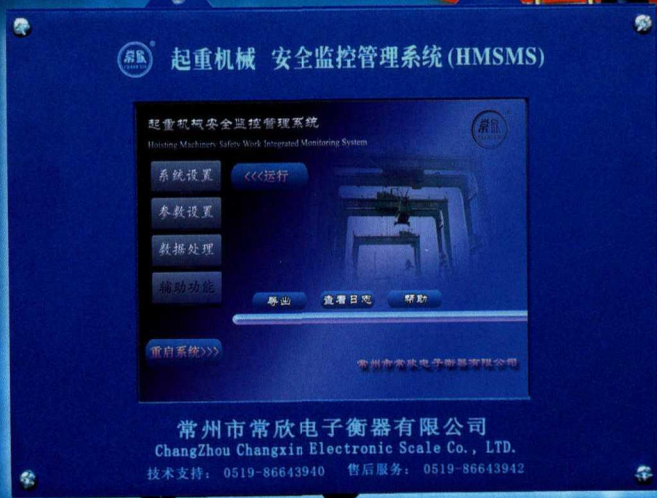 常欣 起重机械 安全监控管理系统(HMSMS)
起重机械安全监控管理系统
Hoisting Machinery Safety Work Integrated Monitoring System
常欣
系统设置
<<<运行
参数设置
数据处理
辅助功能
导出 查看日志 帮助
重启系统>>>
常州市常欣电子衡器有限公司
常州市常欣电子衡器有限公司
ChangZhou Changxin Electronic Scale Co., LTD.
技术支持: 0519-86643940 售后服务: 0519-86643942